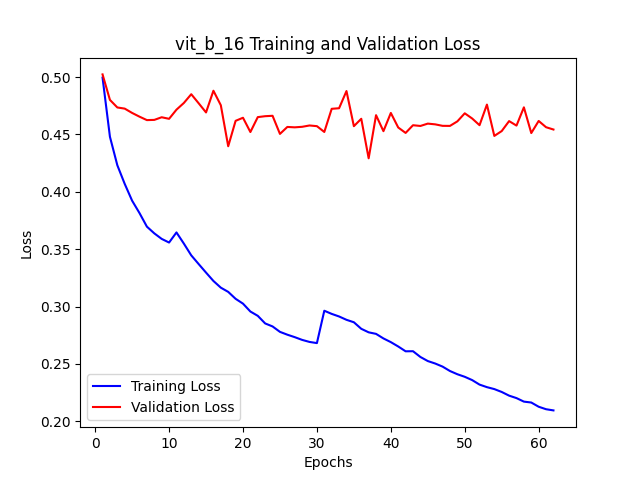 vit_b_16 Training and Validation Loss
0.50
0.45
0.40
0.35
0.30
0.25
0.20
Loss
Training Loss
Validation Loss
0
10
20
30
40
50
60
Epochs